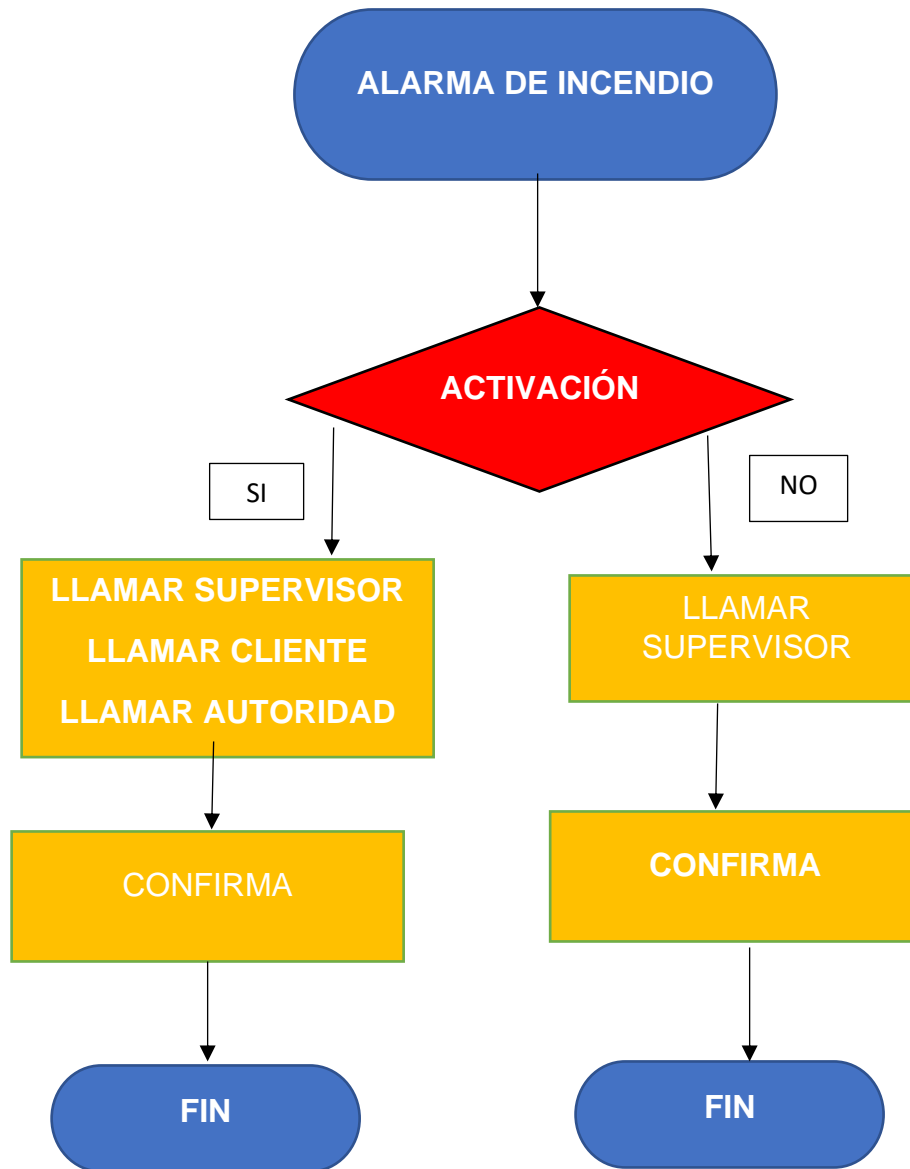 ALARMA DE INCENDIO
ACTIVACIÓN
SI
NO
LLAMAR SUPERVISOR
LLAMAR CLIENTE
LLAMAR AUTORIDAD
LLAMAR
SUPERVISOR
CONFIRMA
CONFIRMA
FIN
FIN